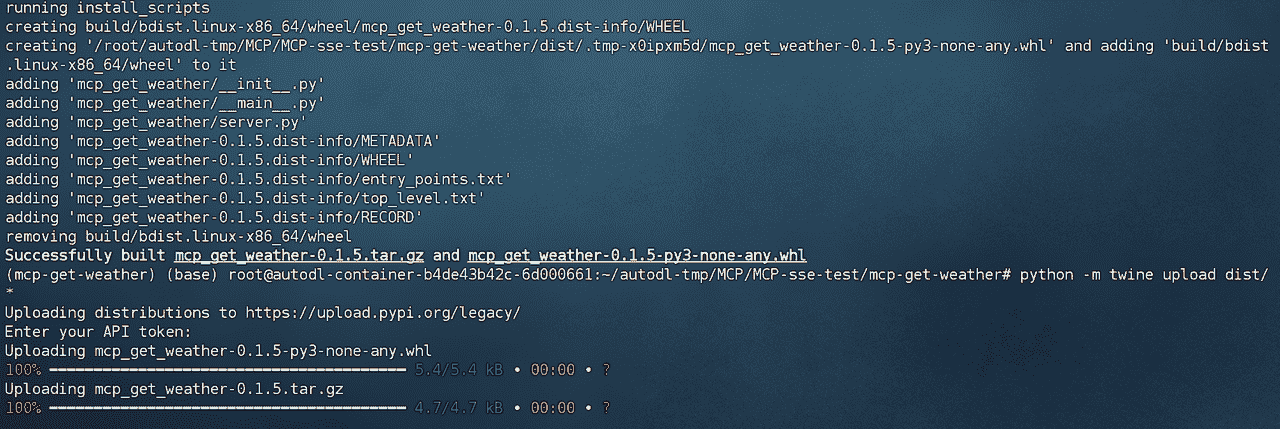 running install_scripts
creating build/bdist.linux-x86_64/wheel/mcp_get_weather-0.1.5.dist-info/WHEEL
creating '/root/autodl-tmp/MCP/MCP-sse-test/mcp-get-weather/dist/.tmp-x0ipxm5d/mcp_get_weather-0.1.5-py3-none-any.whl' and adding 'build/bdist
.linux-x86_64/wheel' to it
adding 'mcp_get_weather/__init__.py'
adding 'mcp_get_weather/__main__.py'
adding 'mcp_get_weather/server.py'
adding 'mcp_get_weather-0.1.5.dist-info/METADATA'
adding 'mcp_get_weather-0.1.5.dist-info/WHEEL'
adding 'mcp_get_weather-0.1.5.dist-info/entry_points.txt'
adding 'mcp_get_weather-0.1.5.dist-info/top_level.txt'
adding 'mcp_get_weather-0.1.5.dist-info/RECORD'
removing build/bdist.linux-x86_64/wheel
Successfully built mcp_get_weather-0.1.5.tar.gz and mcp_get_weather-0.1.5-py3-none-any.whl
(mcp-get-weather) (base) root@autodl-container-b4de43b42c-6d000661:~/autodl-tmp/MCP/MCP-sse-test/mcp-get-weather# python -m twine upload dist/
*
Uploading distributions to https://upload.pypi.org/legacy/
Enter your API token:
Uploading mcp_get_weather-0.1.5-py3-none-any.whl
100% ━━━━━━━━━━━━━━━━━━━━━━━━━━━━━━━━━━━━━━━━ 5.4/5.4 kB • 00:00 • ?
Uploading mcp_get_weather-0.1.5.tar.gz
100% ━━━━━━━━━━━━━━━━━━━━━━━━━━━━━━━━━━━━━━━━ 4.7/4.7 kB • 00:00 • ?